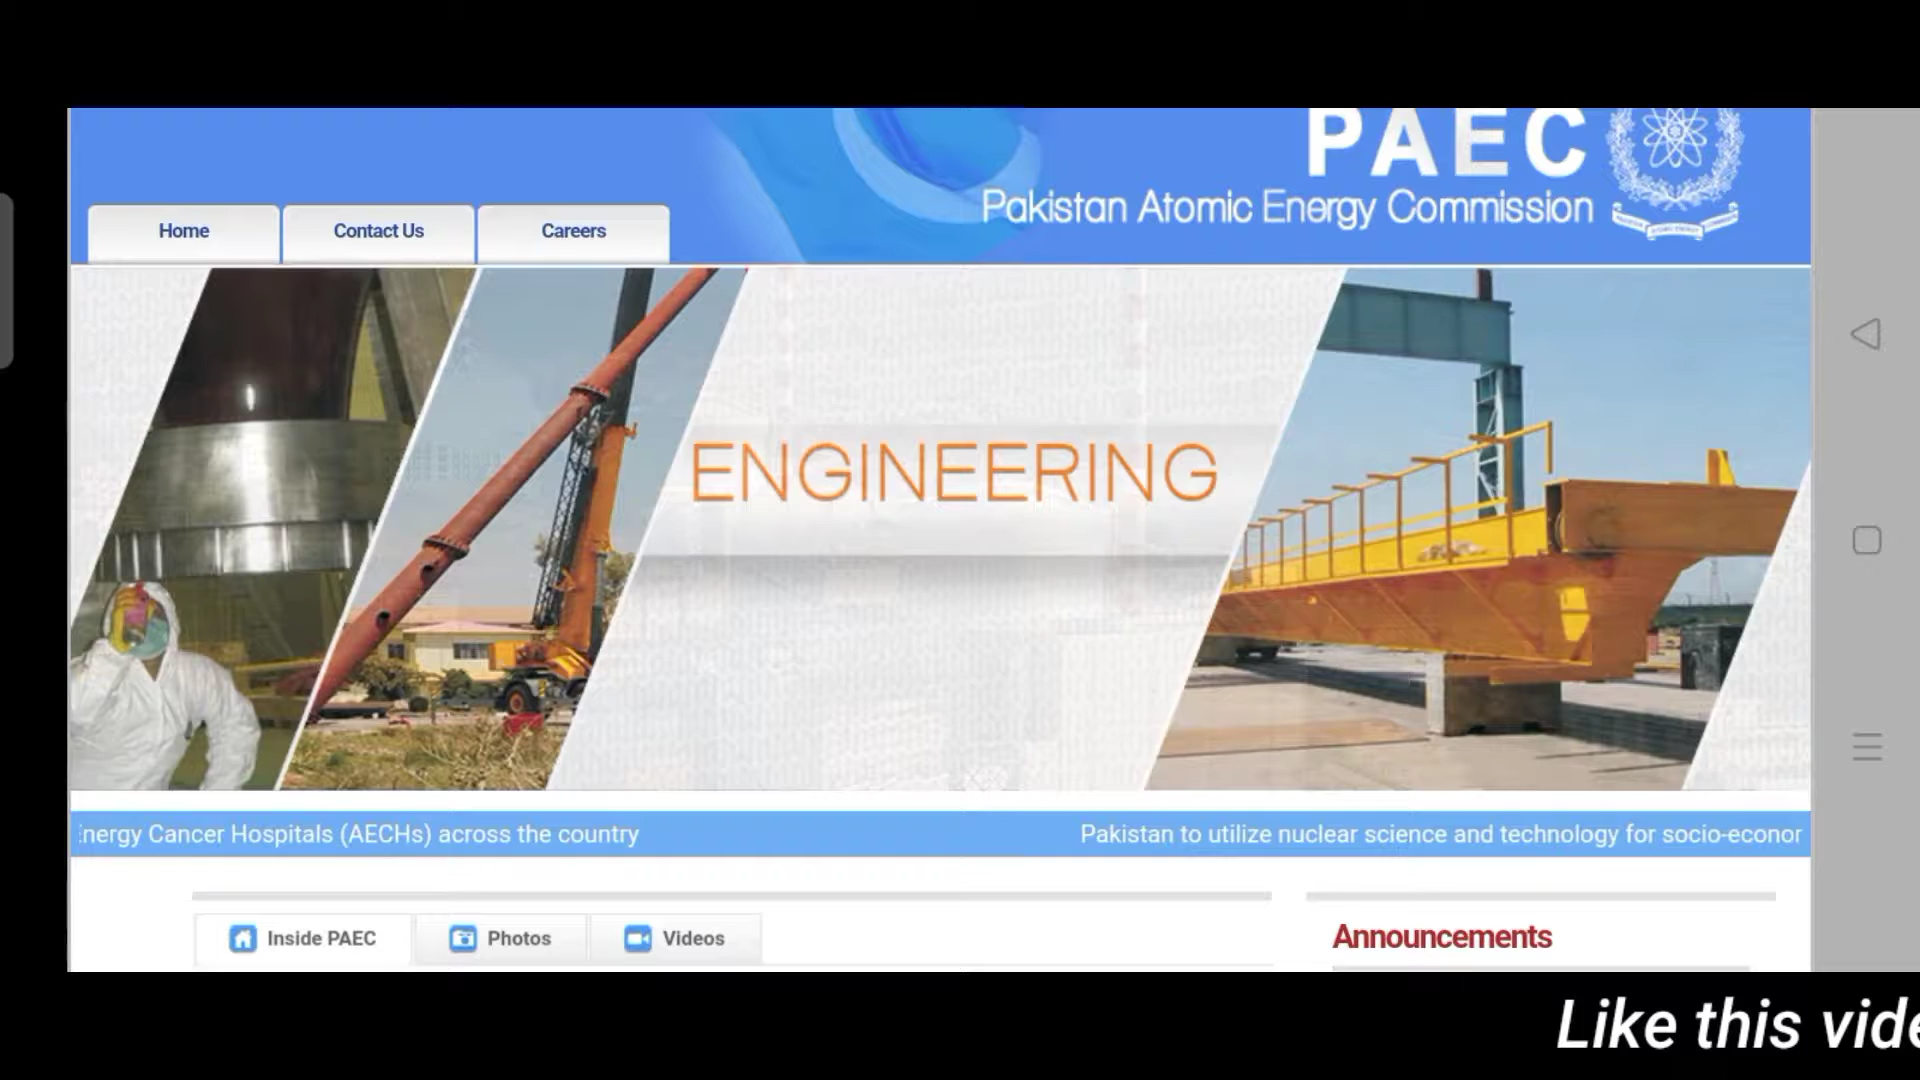 PAEC
Pakistan Atomic Energy Commission
Home
Contact Us
Careers
ENGINEERING
Energy Cancer Hospitals (AECHs) across the country
Pakistan to utilize nuclear science and technology for socio-econor
Inside PAEC
Photos
Videos
Announcements
Like this vide